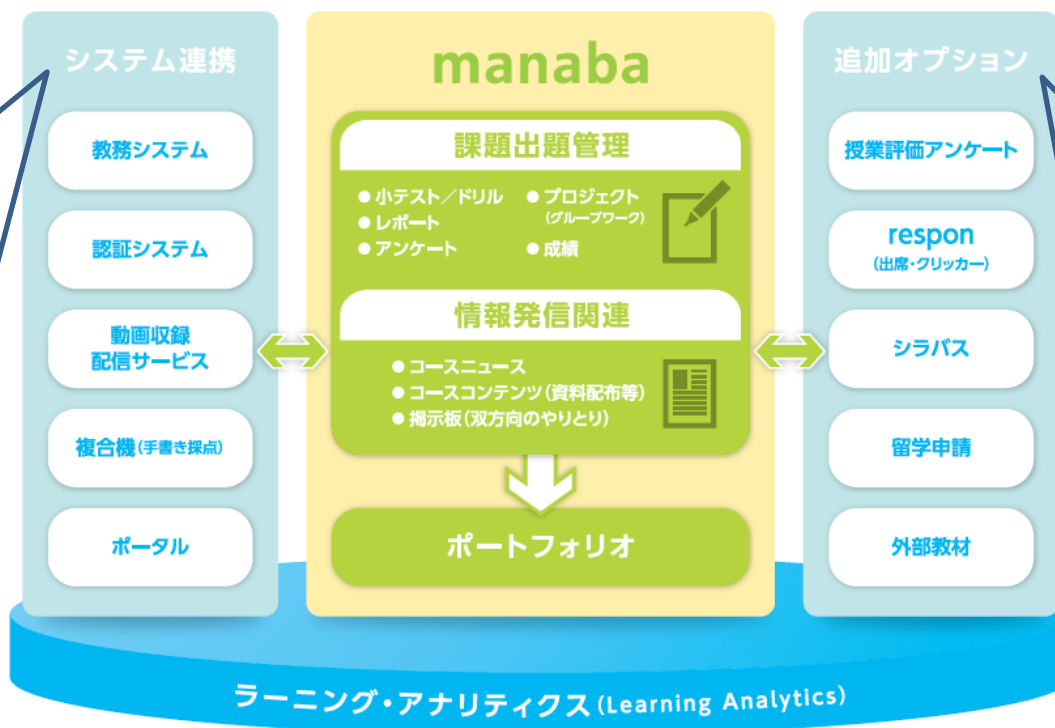 システム連携
教務システム
認証システム
動画収録
配信サービス
複合機(手書き採点)
ポータル
manaba
課題出題管理
●小テスト/ドリル
●レポート
●アンケート
●プロジェクト
(グループワーク)
●成績
情報発信関連
●コースニュース
●コースコンテンツ(資料配布等)
●掲示板(双方向のやりとり)
ポートフォリオ
追加オプション
授業評価アンケート
respon
(出席・クリッカー)
シラバス
留学申請
外部教材
ラーニング・アナリティクス(Learning Analytics)